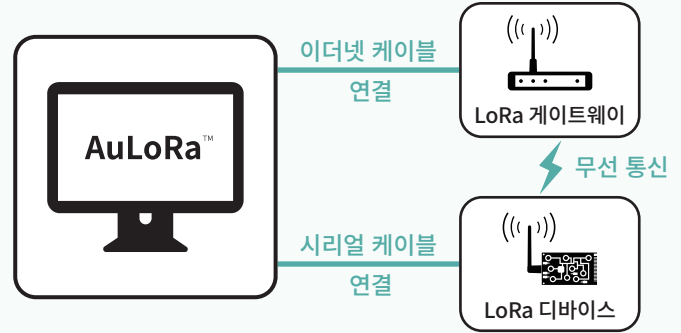 AuLoRa™
이더넷 케이블
연결
LoRa 게이트웨이
무선 통신
시리얼 케이블
연결
LoRa 디바이스